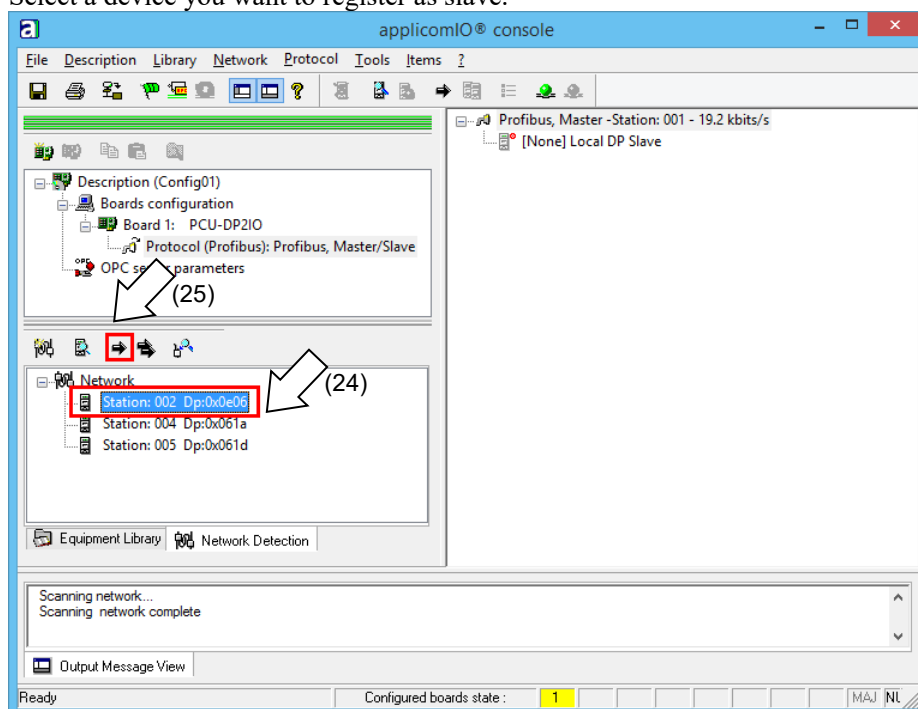 Select a device you want to register as slave.
applicomIO® console
File Description Library Network Protocol Tools Items ?
Profibus, Master -Station: 001 - 19.2 kbits/s
[None] Local DP Slave
Description (Config01)
Boards configuration
Board 1: PCU-DP2IO
Protocol (Profibus): Profibus, Master/Slave
OPC server parameters
(25)
Network
(24)
Station: 002 Dp:0x0e06
Station: 004 Dp:0x061a
Station: 005 Dp:0x061d
Equipment Library Network Detection
Scanning network...
Scanning network complete
Output Message View
Ready Configured boards state : 1 MAJ NL